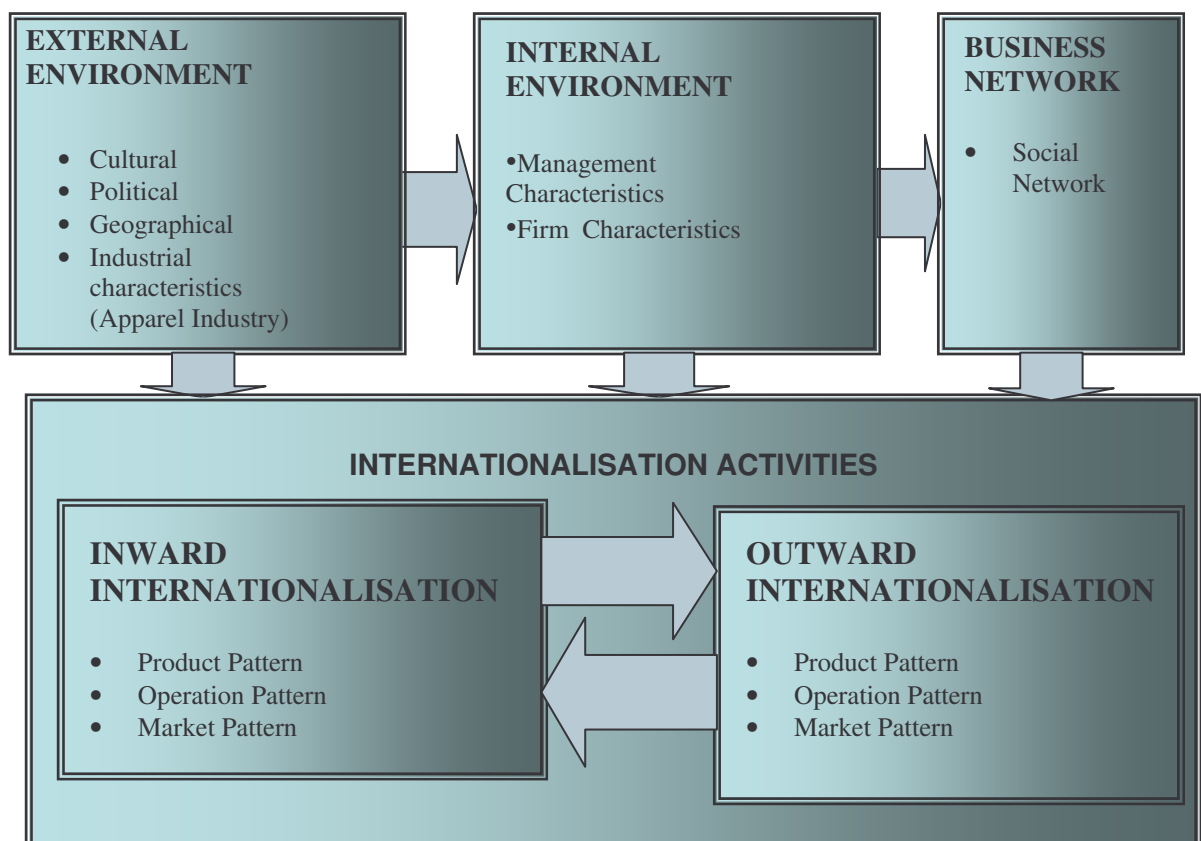 EXTERNAL
ENVIRONMENT
• Cultural
• Political
• Geographical
• Industrial
characteristics
(Apparel Industry)
INTERNAL
ENVIRONMENT
•Management
Characteristics
•Firm Characteristics
BUSINESS
NETWORK
• Social
Network
INTERNATIONALISATION ACTIVITIES
INWARD
INTERNATIONALISATION
• Product Pattern
• Operation Pattern
• Market Pattern
OUTWARD
INTERNATIONALISATION
• Product Pattern
• Operation Pattern
• Market Pattern